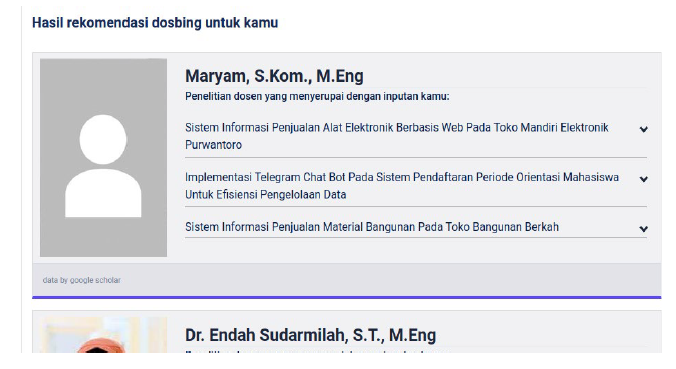 Hasil rekomendasi dosbing untuk kamu
Maryam, S.Kom., M.Eng
Penelitian dosen yang menyerupai dengan inputan kamu:
Sistem Informasi Penjualan Alat Elektronik Berbasis Web Pada Toko Mandiri Elektronik
Purwantoro
Implementasi Telegram Chat Bot Pada Sistem Pendaftaran Periode Orientasi Mahasiswa
Untuk Efisiensi Pengelolaan Data
Sistem Informasi Penjualan Material Bangunan Pada Toko Bangunan Berkah
data by google scholar
Dr. Endah Sudarmilah, S.T., M.Eng